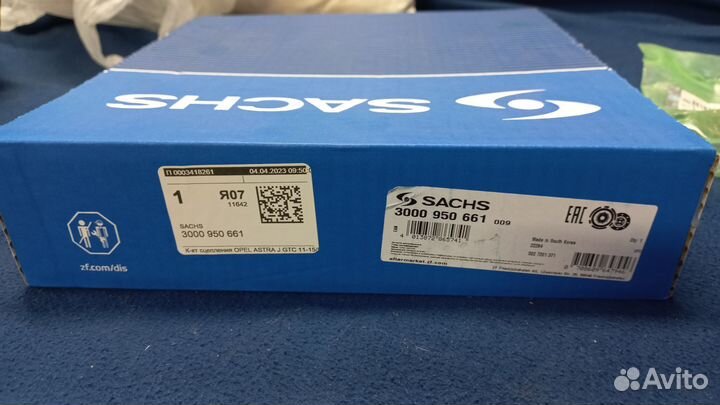 SACHS
П 0003418261 04.04.2023 09:50
1 Я07
11642
SACHS
3000 950 661
К-кт сцепления OPEL ASTRA J GTC 11-15
zf.com/dis
SACHS
3000 950 661 009
EAC
Made in South Korea
Qty: 1
aftermarket.zf.com
Avito